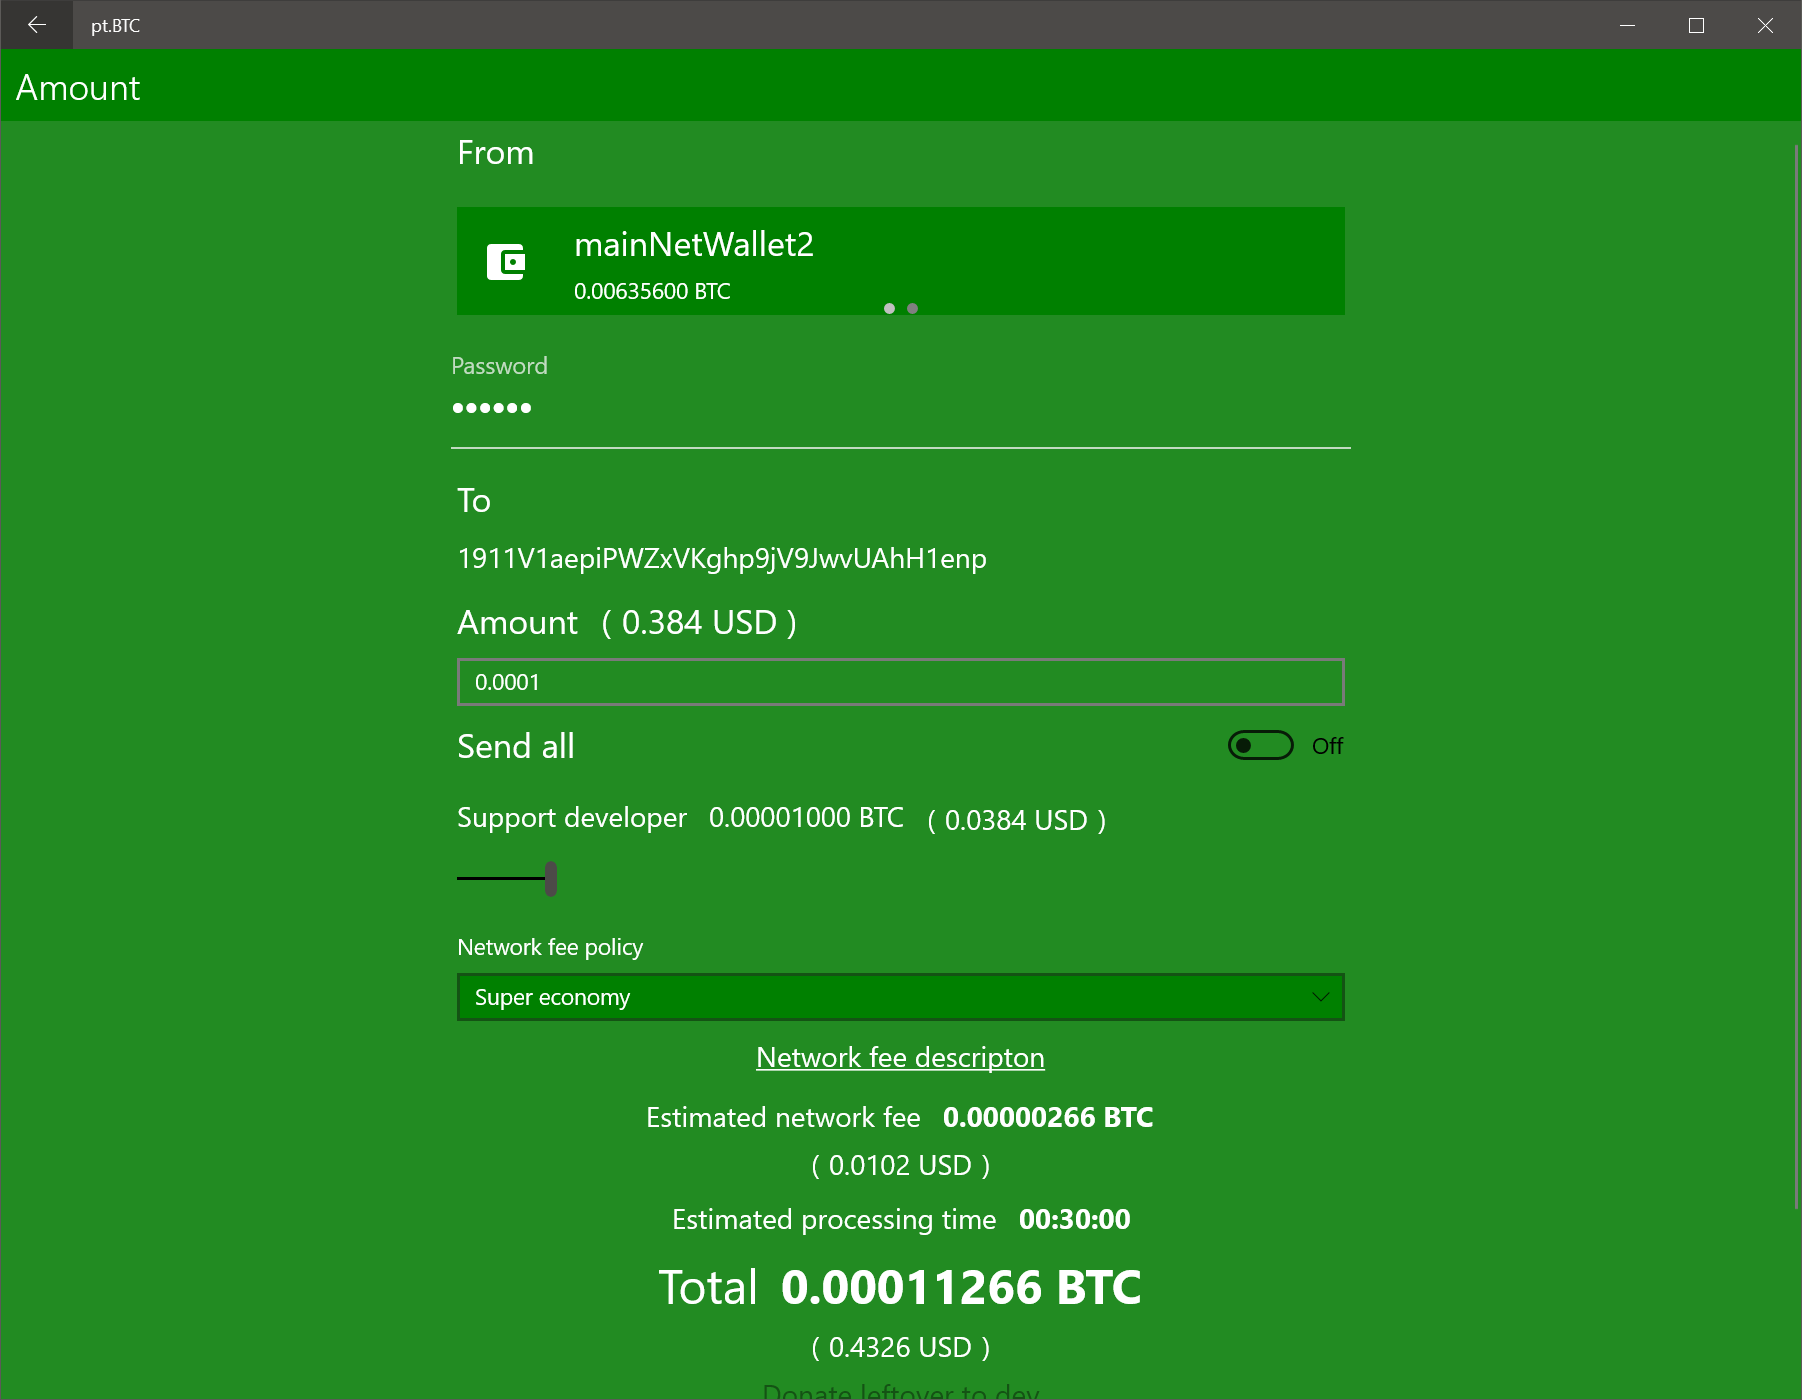 pt.BTC
Amount
From
mainNetWallet2
0.00635600 BTC
Password
To
1911V1aepiPWZxVKghp9jV9JwvUAhH1enp
Amount ( 0.384 USD )
0.0001
Send all Off
Support developer 0.00001000 BTC ( 0.0384 USD )
Network fee policy
Super economy
Network fee descripton
Estimated network fee 0.00000266 BTC
( 0.0102 USD )
Estimated processing time 00:30:00
Total 0.00011266 BTC
( 0.4326 USD )
Donate leftover to dev